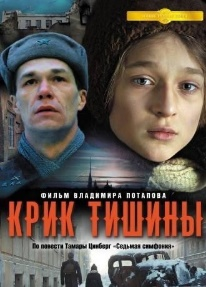 ФИЛЬМ ВЛАДИМИРА ПОТАПОВА
КРИК ТИШИНЫ
По повести Тамары Цинберг «Седьмая симфония»